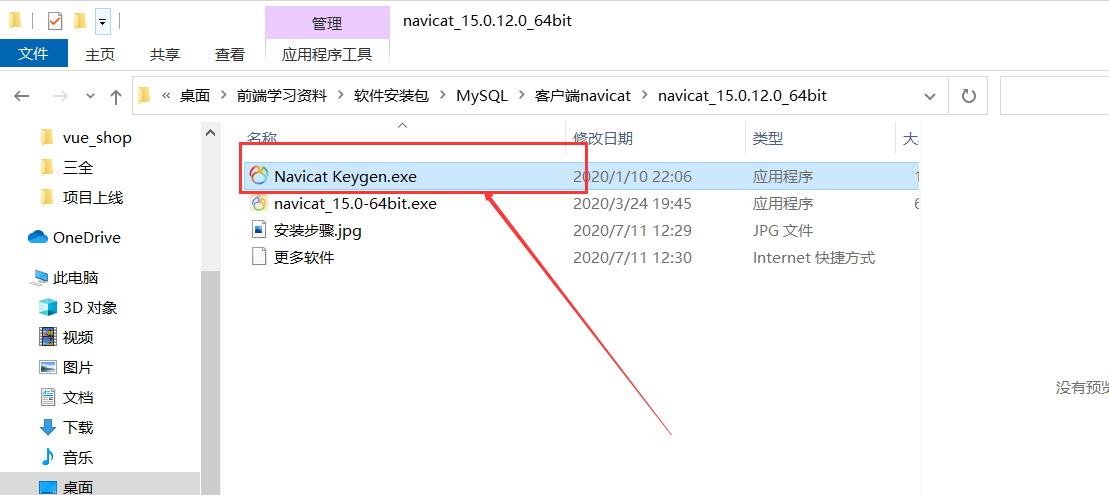 管理
navicat_15.0.12.0_64bit
文件
主页
共享
查看
应用程序工具
« 桌面 > 前端学习资料 > 软件安装包 > MySQL > 客户端navicat > navicat_15.0.12.0_64bit
vue_shop
三全
项目上线
OneDrive
此电脑
3D 对象
视频
图片
文档
下载
音乐
桌面
名称 修改日期 类型
Navicat Keygen.exe 2020/1/10 22:06 应用程序 1
navicat_15.0-64bit.exe 2020/3/24 19:45 应用程序 6
安装步骤.jpg 2020/7/11 12:29 JPG 文件
更多软件 2020/7/11 12:30 Internet 快捷方式
没有预览